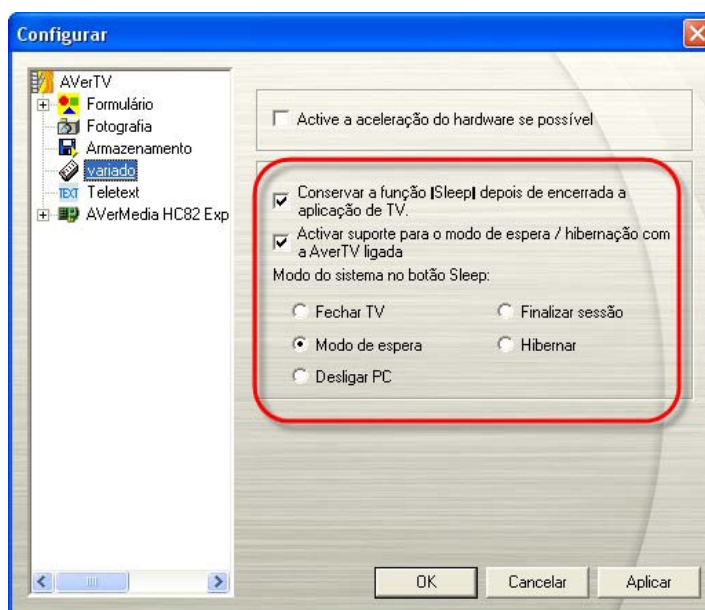 Configurar
AVerTV
Formulário
Fotografia
Armazenamento
variado
TEXT Teletext
AVerMedia HC82 Exp
Active a aceleração do hardware se possível
Conservar a função |Sleep| depois de encerrada a
aplicação de TV.
Activar suporte para o modo de espera / hibernação com
a AverTV ligada
Modo do sistema no botão Sleep:
Fechar TV
Finalizar sessão
Modo de espera
Hibernar
Desligar PC
OK
Cancelar
Aplicar